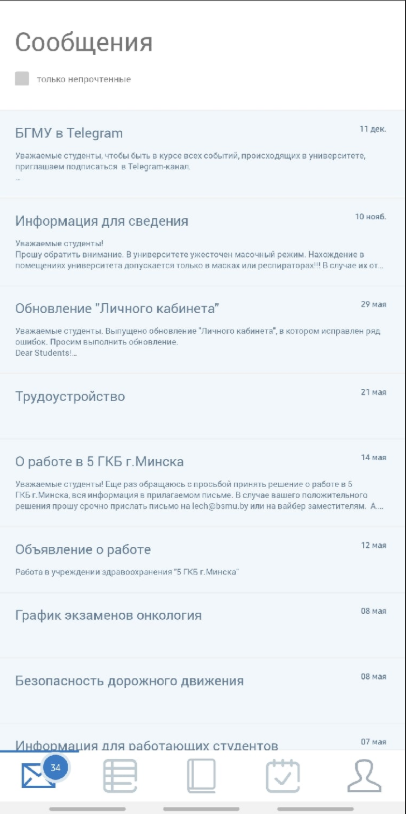 Сообщения
только непрочтенные
БГМУ в Telegram
11 дек.
Уважаемые студенты, чтобы быть в курсе всех событий, происходящих в университете,
приглашаем подписаться в Telegram-канал.
...
Информация для сведения
10 нояб.
Уважаемые студенты!
Прошу обратить внимание. В университете ужесточен масочный режим. Нахождение в
помещениях университета допускется только в масках или респираторах!!! В случае их от...
Обновление "Личного кабинета"
29 мая
Уважаемые студенты. Выпущено обновление "Личного кабинета", в котором исправлен ряд
ошибок. Просим выполнить обновление.
Dear Students!...
Трудоустройство
21 мая
О работе в 5 ГКБ г.Минска
14 мая
Уважаемые студенты! Еще раз обращаюсь с просьбой принять решение о работе в 5
ГКБ г.Минска, вся информация в прилагаемом письме. В случае вашего положительного
решения прошу срочно прислать письмо на lech@bsmu.by или на вайбер заместителям. А....
Объявление о работе
12 мая
Работа в учреждении здравоохранения "5 ГКБ г.Минска"
График экзаменов онкология
08 мая
Безопасность дорожного движения
08 мая
Информация для работающих студентов
07 мая
34